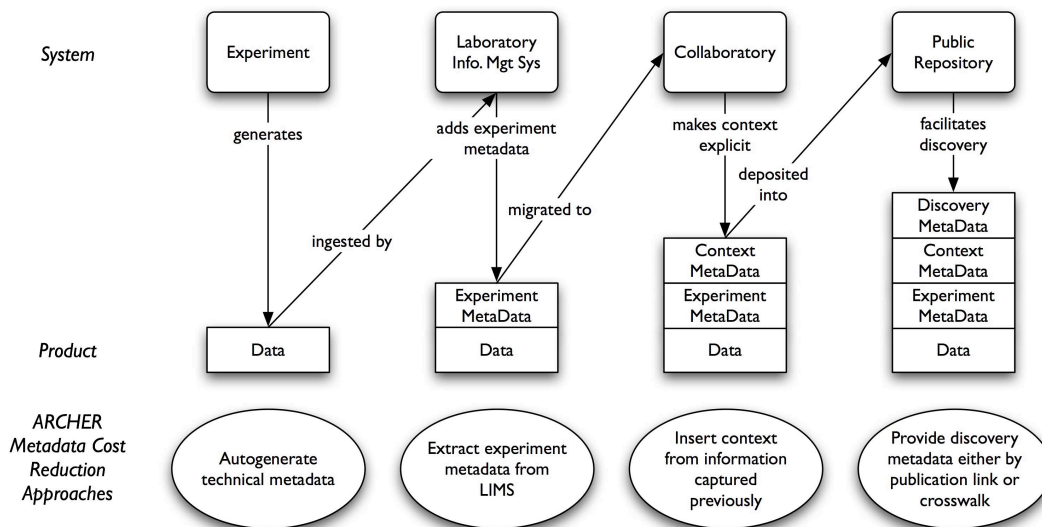 System
Experiment
Laboratory
Info. Mgt Sys
Collaboratory
Public
Repository
generates
adds experiment
metadata
makes context
explicit
facilitates
discovery
ingested by
migrated to
deposited
into
Product
Data
Experiment
MetaData
Data
Context
MetaData
Experiment
MetaData
Data
Discovery
MetaData
Context
MetaData
Experiment
MetaData
Data
ARCHER
Metadata Cost
Reduction
Approaches
Autogenerate
technical metadata
Extract experiment
metadata from
LIMS
Insert context
from information
captured
previously
Provide discovery
metadata either by
publication link or
crosswalk